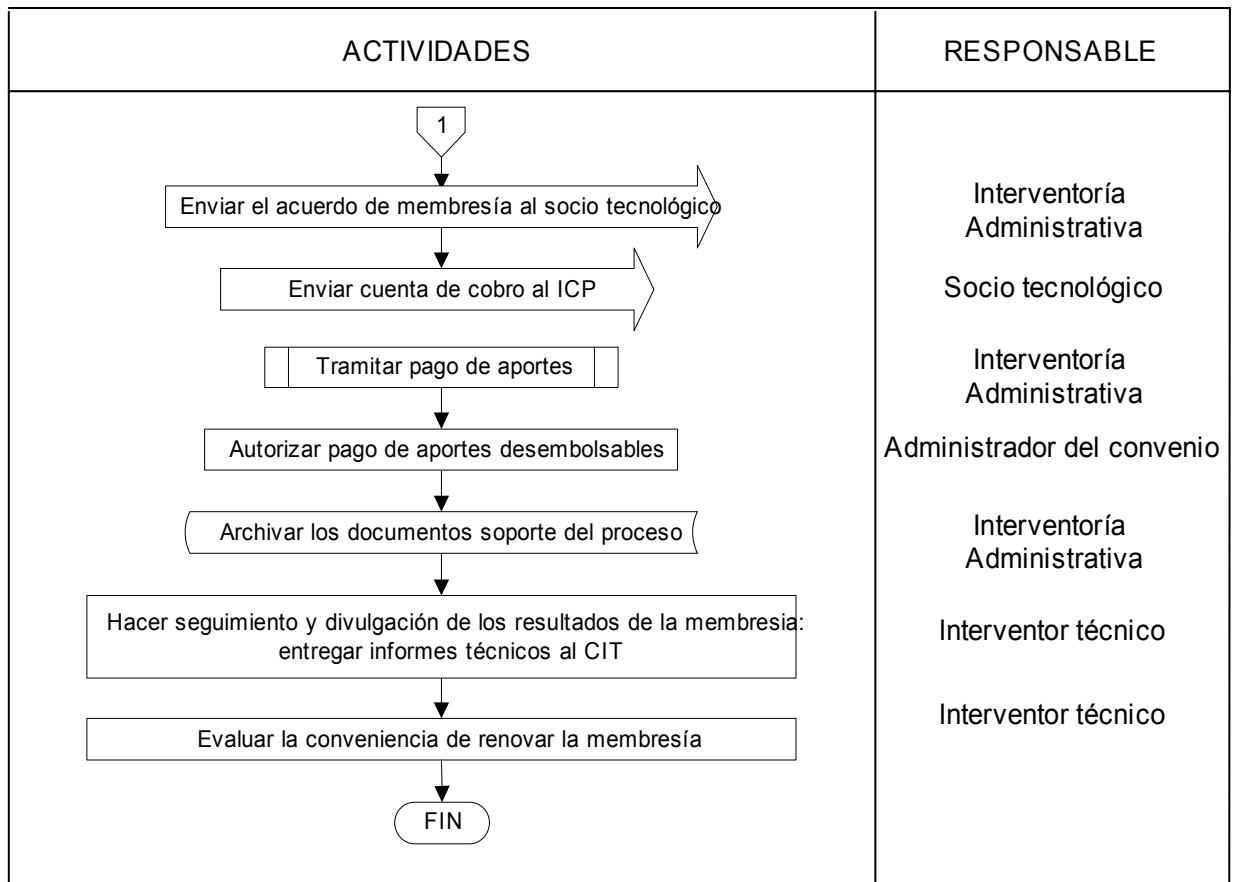 ACTIVIDADES
RESPONSABLE
1
Enviar el acuerdo de membresía al socio tecnológico
Interventoría
Administrativa
Enviar cuenta de cobro al ICP
Socio tecnológico
Tramitar pago de aportes
Interventoría
Administrativa
Autorizar pago de aportes desembolsables
Administrador del convenio
Archivar los documentos soporte del proceso
Interventoría
Administrativa
Hacer seguimiento y divulgación de los resultados de la membresia:
entregar informes técnicos al CIT
Interventor técnico
Evaluar la conveniencia de renovar la membresía
Interventor técnico
FIN